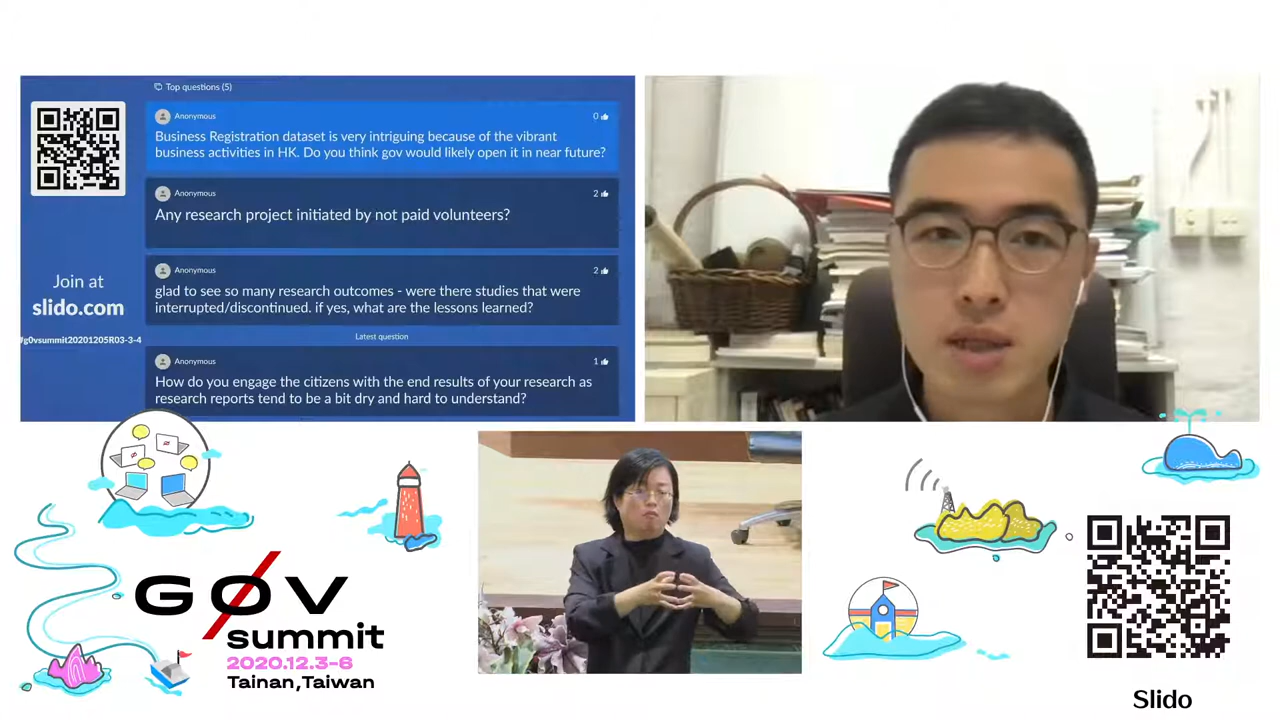 Top questions (5)
Anonymous
0
Business Registration dataset is very intriguing because of the vibrant
business activities in HK. Do you think gov would likely open it in near future?
Anonymous
2
Any research project initiated by not paid volunteers?
Anonymous
2
glad to see so many research outcomes - were there studies that were
interrupted/discontinued. if yes, what are the lessons learned?
Latest question
Anonymous
1
How do you engage the citizens with the end results of your research as
research reports tend to be a bit dry and hard to understand?
Join at
slido.com
#g0vsummit20201205R03-3-4
GØV
summit
2020.12.3-6
Tainan,Taiwan
Slido